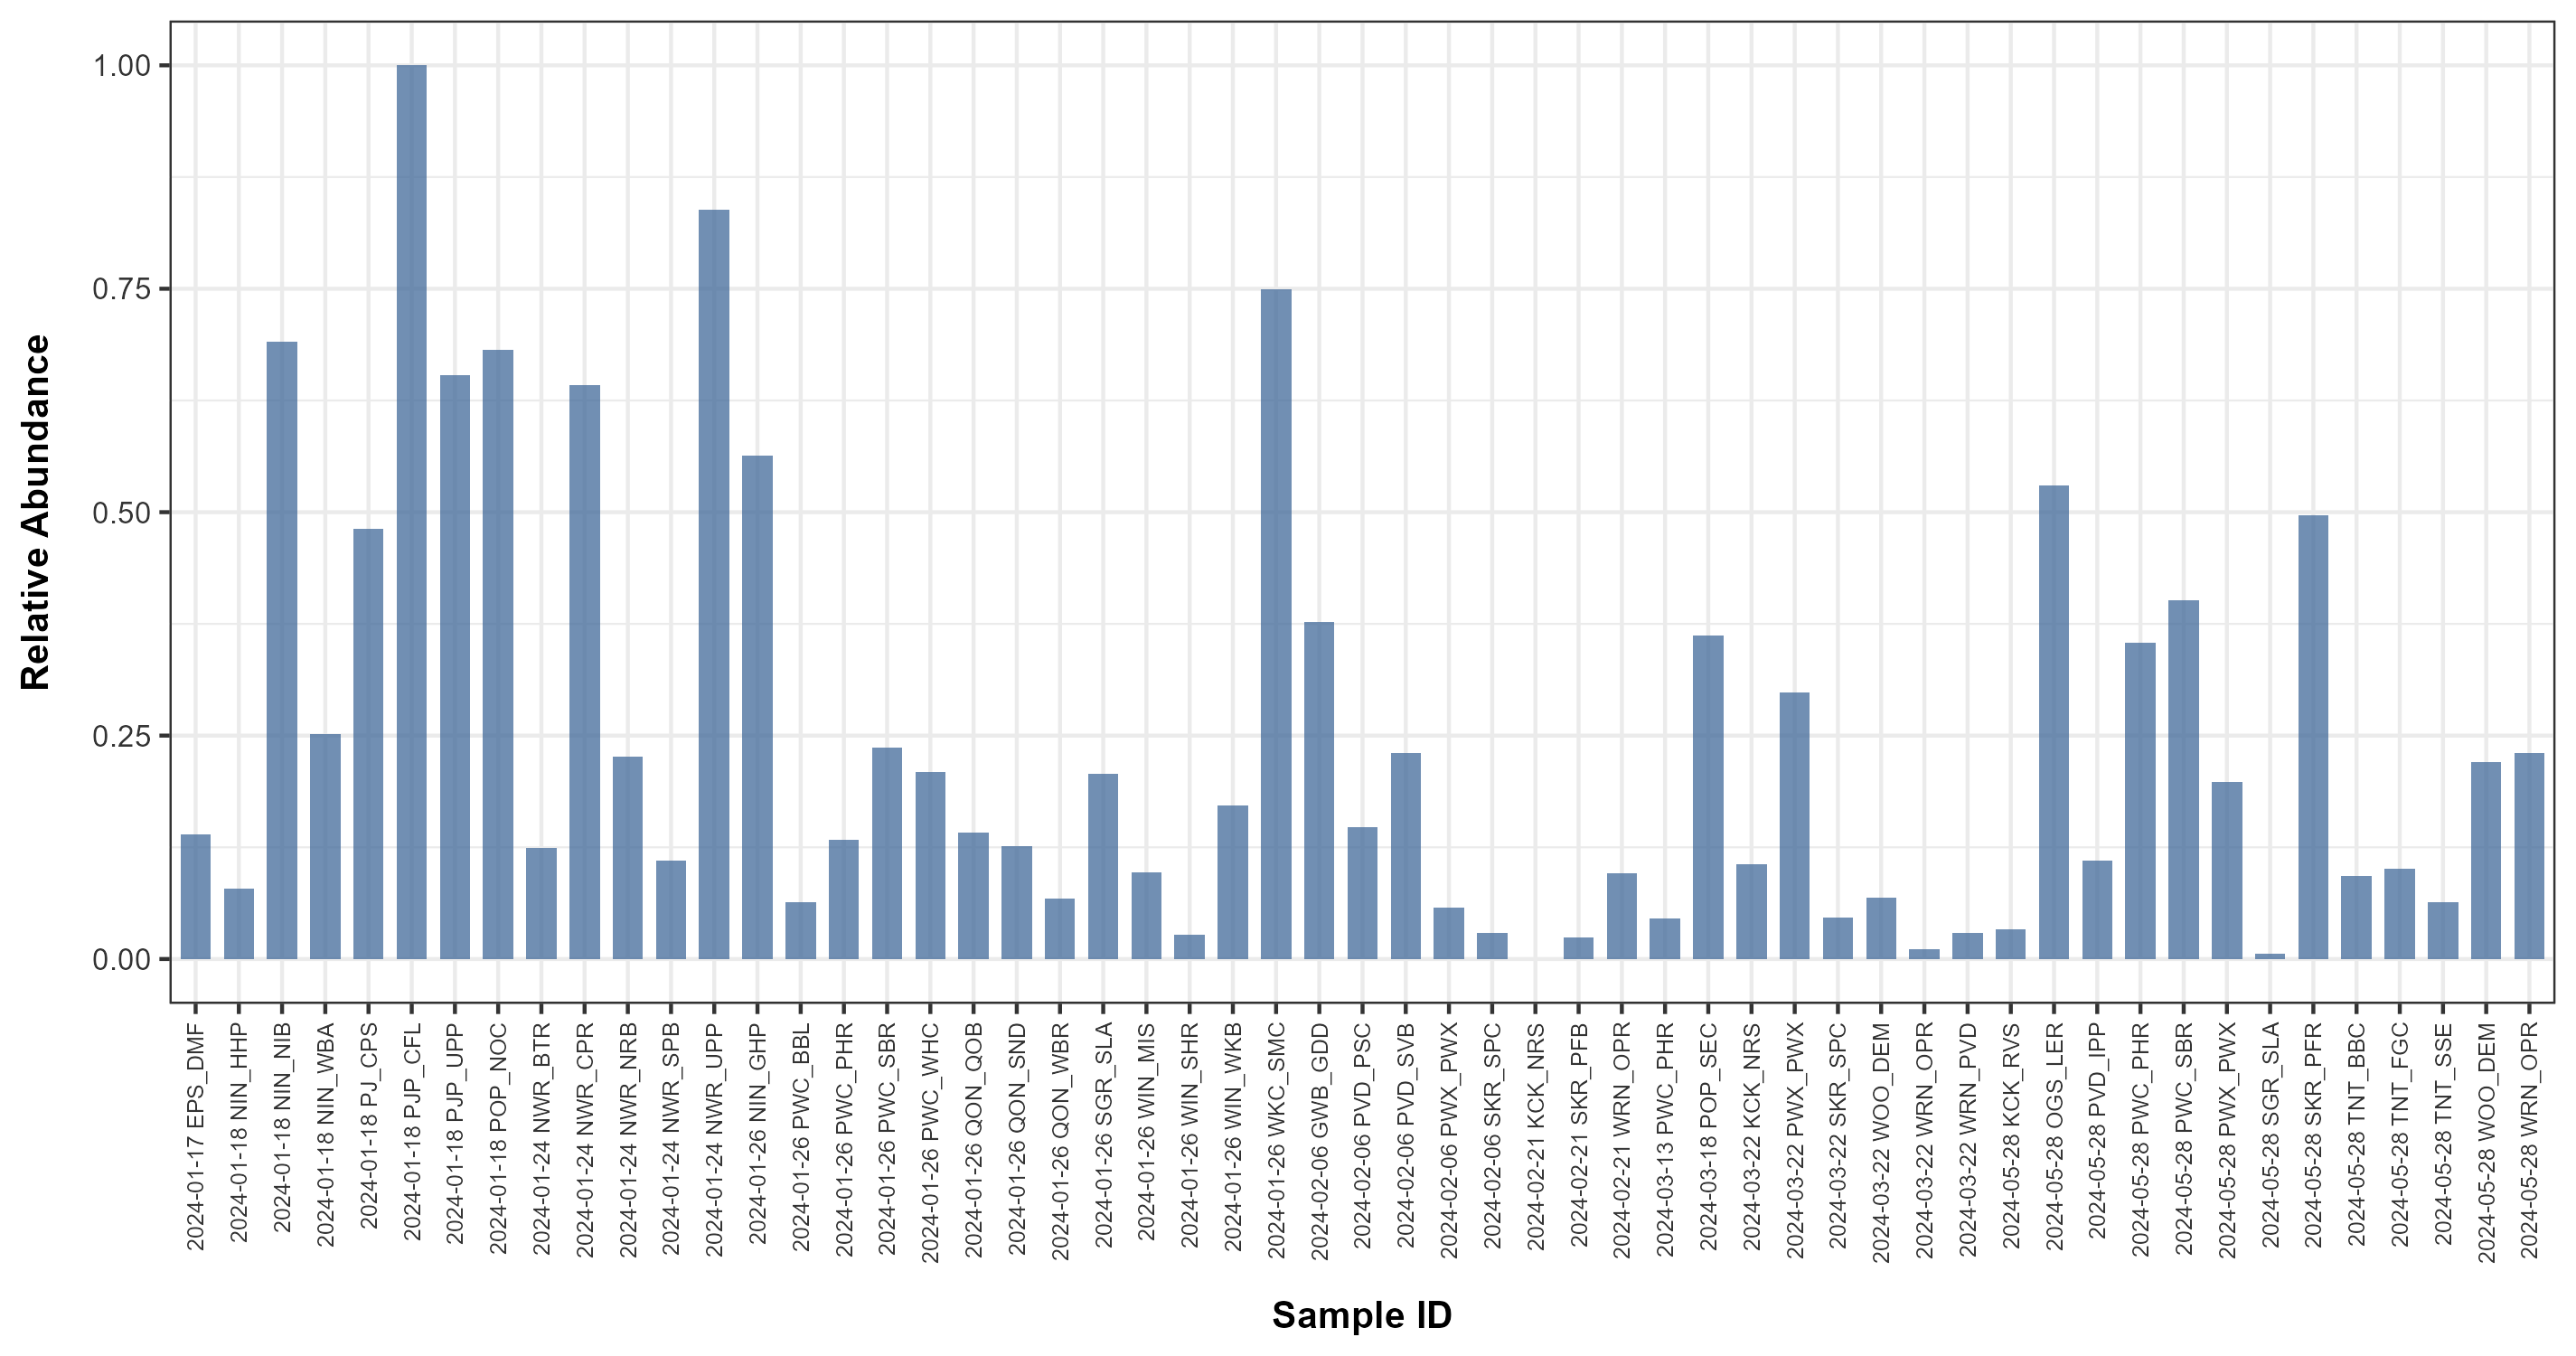 1.00
0.75
0.50
0.25
0.00
Relative Abundance
2024-01-17 EPS_DMF
2024-01-18 NIN_HHP
2024-01-18 NIN_NIB
2024-01-18 NIN_WBA
2024-01-18 PJ_CPS
2024-01-18 PJP_CFL
2024-01-18 PJP_UPP
2024-01-18 POP_NOC
2024-01-24 NWR_BTR
2024-01-24 NWR_CPR
2024-01-24 NWR_NRB
2024-01-24 NWR_SPB
2024-01-24 NWR_UPP
2024-01-26 NIN_GHP
2024-01-26 PWC_BBL
2024-01-26 PWC_PHR
2024-01-26 PWC_SBR
2024-01-26 PWC_WHC
2024-01-26 QON_QOB
2024-01-26 QON_SND
2024-01-26 QON_WBR
2024-01-26 SGR_SLA
2024-01-26 WIN_MIS
2024-01-26 WIN_SHR
2024-01-26 WIN_WKB
2024-01-26 WKC_SMC
2024-02-06 GWB_GDD
2024-02-06 PVD_PSC
2024-02-06 PVD_SVB
2024-02-06 PWX_PWX
2024-02-06 SKR_SPC
2024-02-21 KCK_NRS
2024-02-21 SKR_PFB
2024-02-21 WRN_OPR
2024-03-13 PWC_PHR
2024-03-18 POP_SEC
2024-03-22 KCK_NRS
2024-03-22 PWX_PWX
2024-03-22 SKR_SPC
2024-03-22 WOO_DEM
2024-03-22 WRN_OPR
2024-03-22 WRN_PVD
2024-05-28 KCK_RVS
2024-05-28 OGS_LER
2024-05-28 PVD_IPP
2024-05-28 PWC_PHR
2024-05-28 PWC_SBR
2024-05-28 PWX_PWX
2024-05-28 SGR_SLA
2024-05-28 SKR_PFR
2024-05-28 TNT_BBC
2024-05-28 TNT_FGC
2024-05-28 TNT_SSE
2024-05-28 WOO_DEM
2024-05-28 WRN_OPR
Sample ID